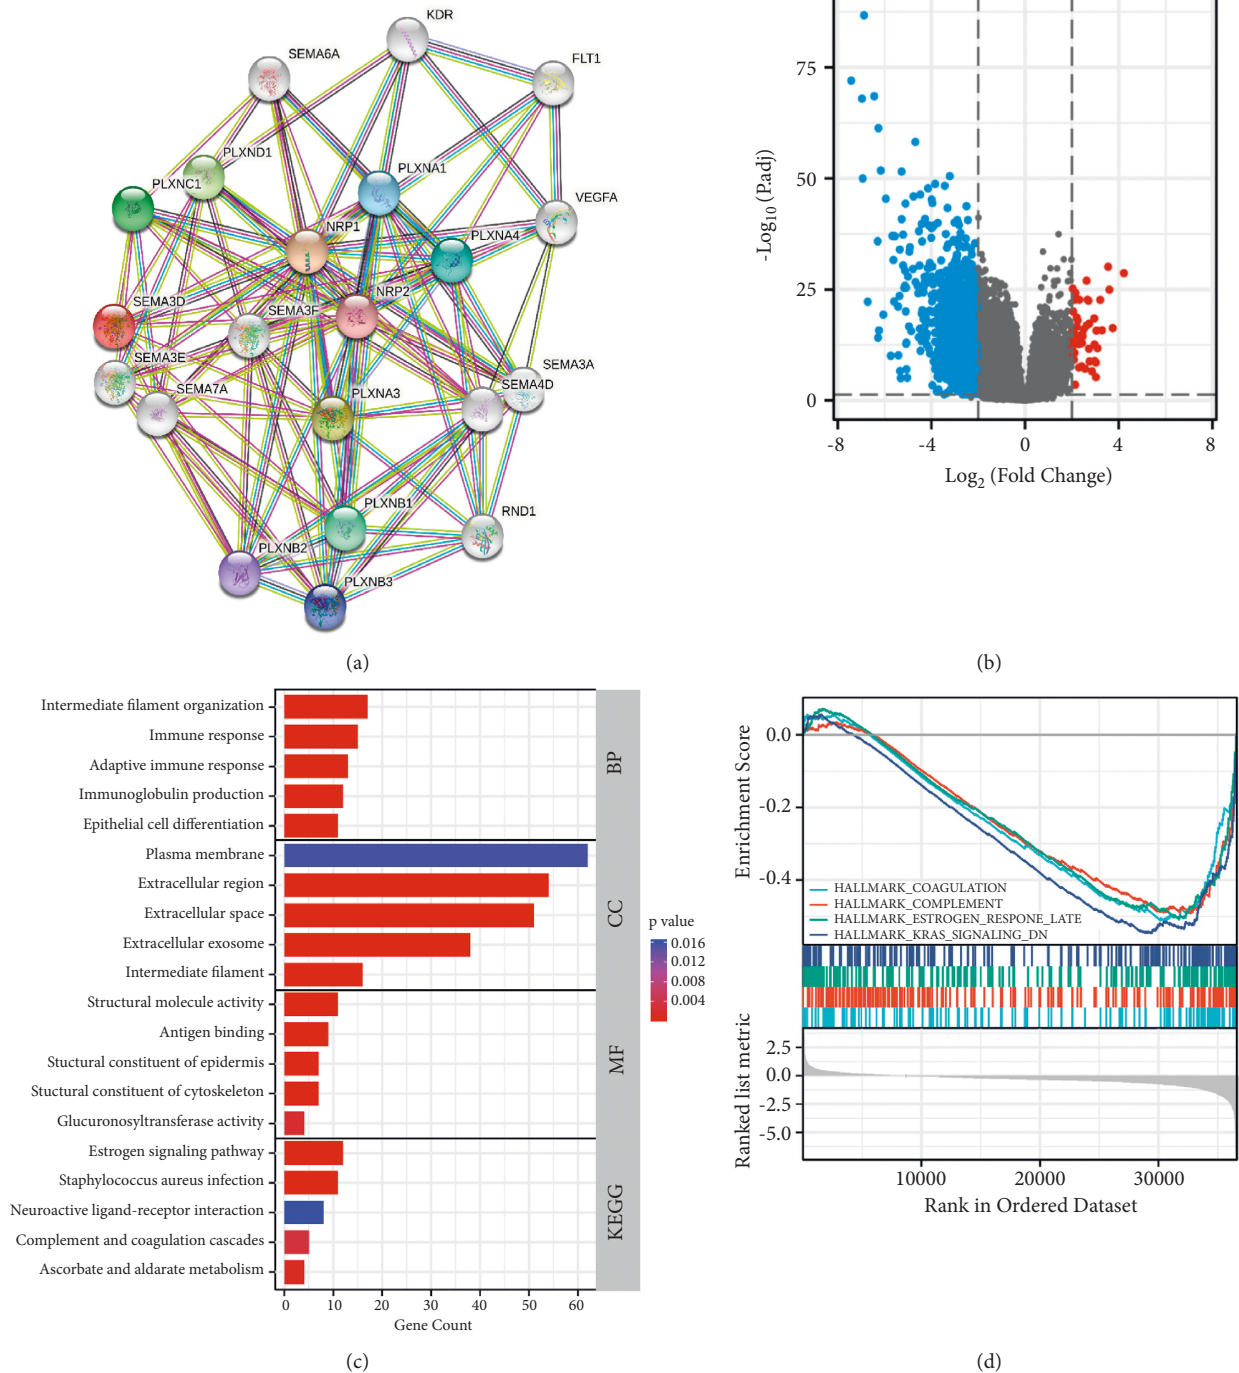 KDR
SEMA6A
FLT1
PLXND1
PLXNA1
PLXNC1
VEGFA
NRP1
PLXNA4
NRP2
SEMA3D
SEMA3F
SEMA3E
SEMA3A
SEMA7A
SEMA4D
PLXNA3
PLXNB1
RND1
PLXNB2
PLXNB3
(a)
75
50
25
0
-Log10 (P.adj)
-8 -4 0 4 8
Log2 (Fold Change)
(b)
Intermediate filament organization
Immune response
Adaptive immune response
Immunoglobulin production
Epithelial cell differentiation
BP
Plasma membrane
Extracellular region
Extracellular space
Extracellular exosome
Intermediate filament
CC
Structural molecule activity
Antigen binding
Stuctural constituent of epidermis
Stuctural constituent of cytoskeleton
Glucuronosyltransferase activity
MF
Estrogen signaling pathway
Staphylococcus aureus infection
Neuroactive ligand-receptor interaction
Complement and coagulation cascades
Ascorbate and aldarate metabolism
KEGG
0 10 20 30 40 50 60
Gene Count
p value
0.016
0.012
0.008
0.004
(c)
Enrichment Score
0.0
-0.2
-0.4
HALLMARK_COAGULATION
HALLMARK_COMPLEMENT
HALLMARK_ESTROGEN_RESPONE_LATE
HALLMARK_KRAS_SIGNALING_DN
Ranked list metric
2.5
0.0
-2.5
-5.0
10000 20000 30000
Rank in Ordered Dataset
(d)